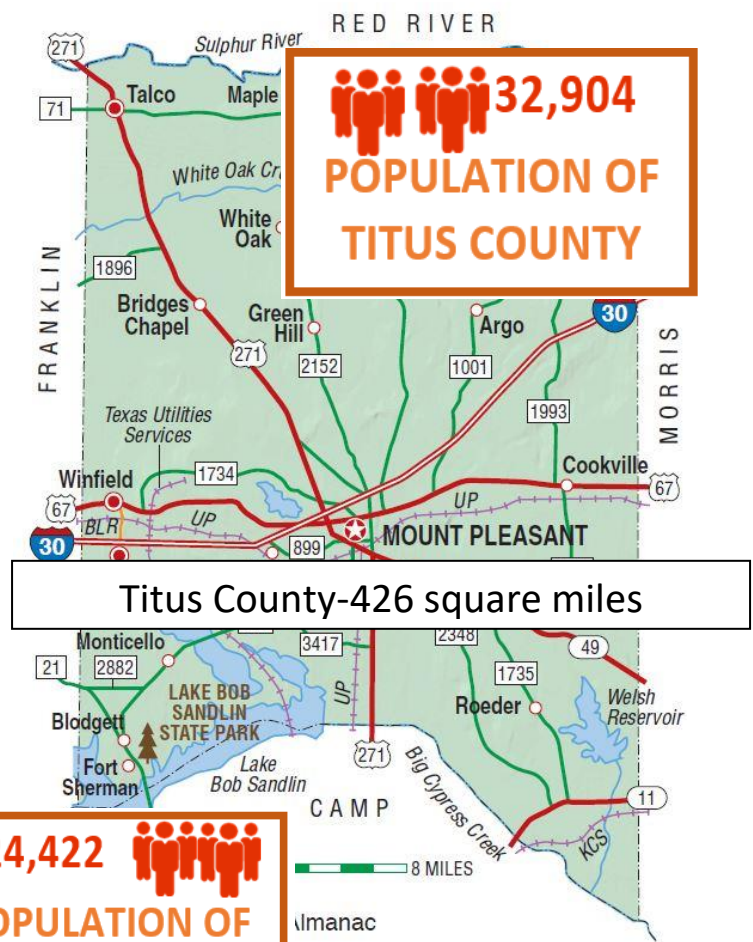 RED RIVER
271
Sulphur River
Talco
Maple
71
32,904
POPULATION OF
TITUS COUNTY
White Oak
White
Oak
FRANKLIN
1896
Bridges
Chapel
Green
Hill
271
2152
Argo
30
1001
MORRIS
1993
Texas Utilities
Services
Winfield
1734
Cookville
67
67
UP
BLR
UP
30
899
MOUNT PLEASANT
Titus County-426 square miles
Monticello
3417
2348
49
21
2882
1735
LAKE BOB
SANDLIN
STATE PARK
UP
Roeder
Welsh
Reservoir
Blodgett
Fort
Sherman
Lake
Bob Sandlin
271
Big Cypress Creek
CAMP
11
KCS
4,422
8 MILES
OPULATION OF
lmanac